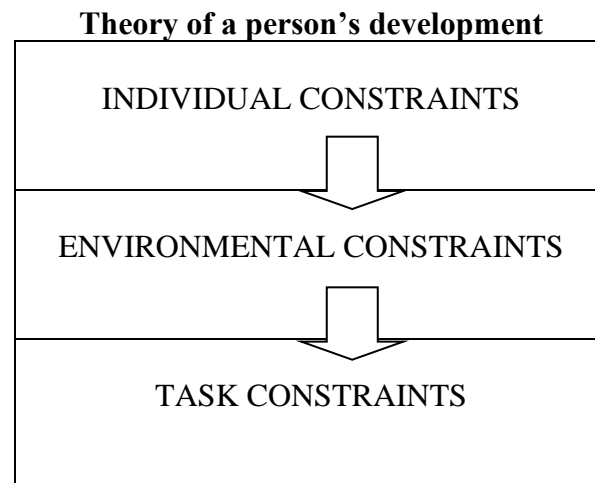 Theory of a person’s development
INDIVIDUAL CONSTRAINTS
ENVIRONMENTAL CONSTRAINTS
TASK CONSTRAINTS